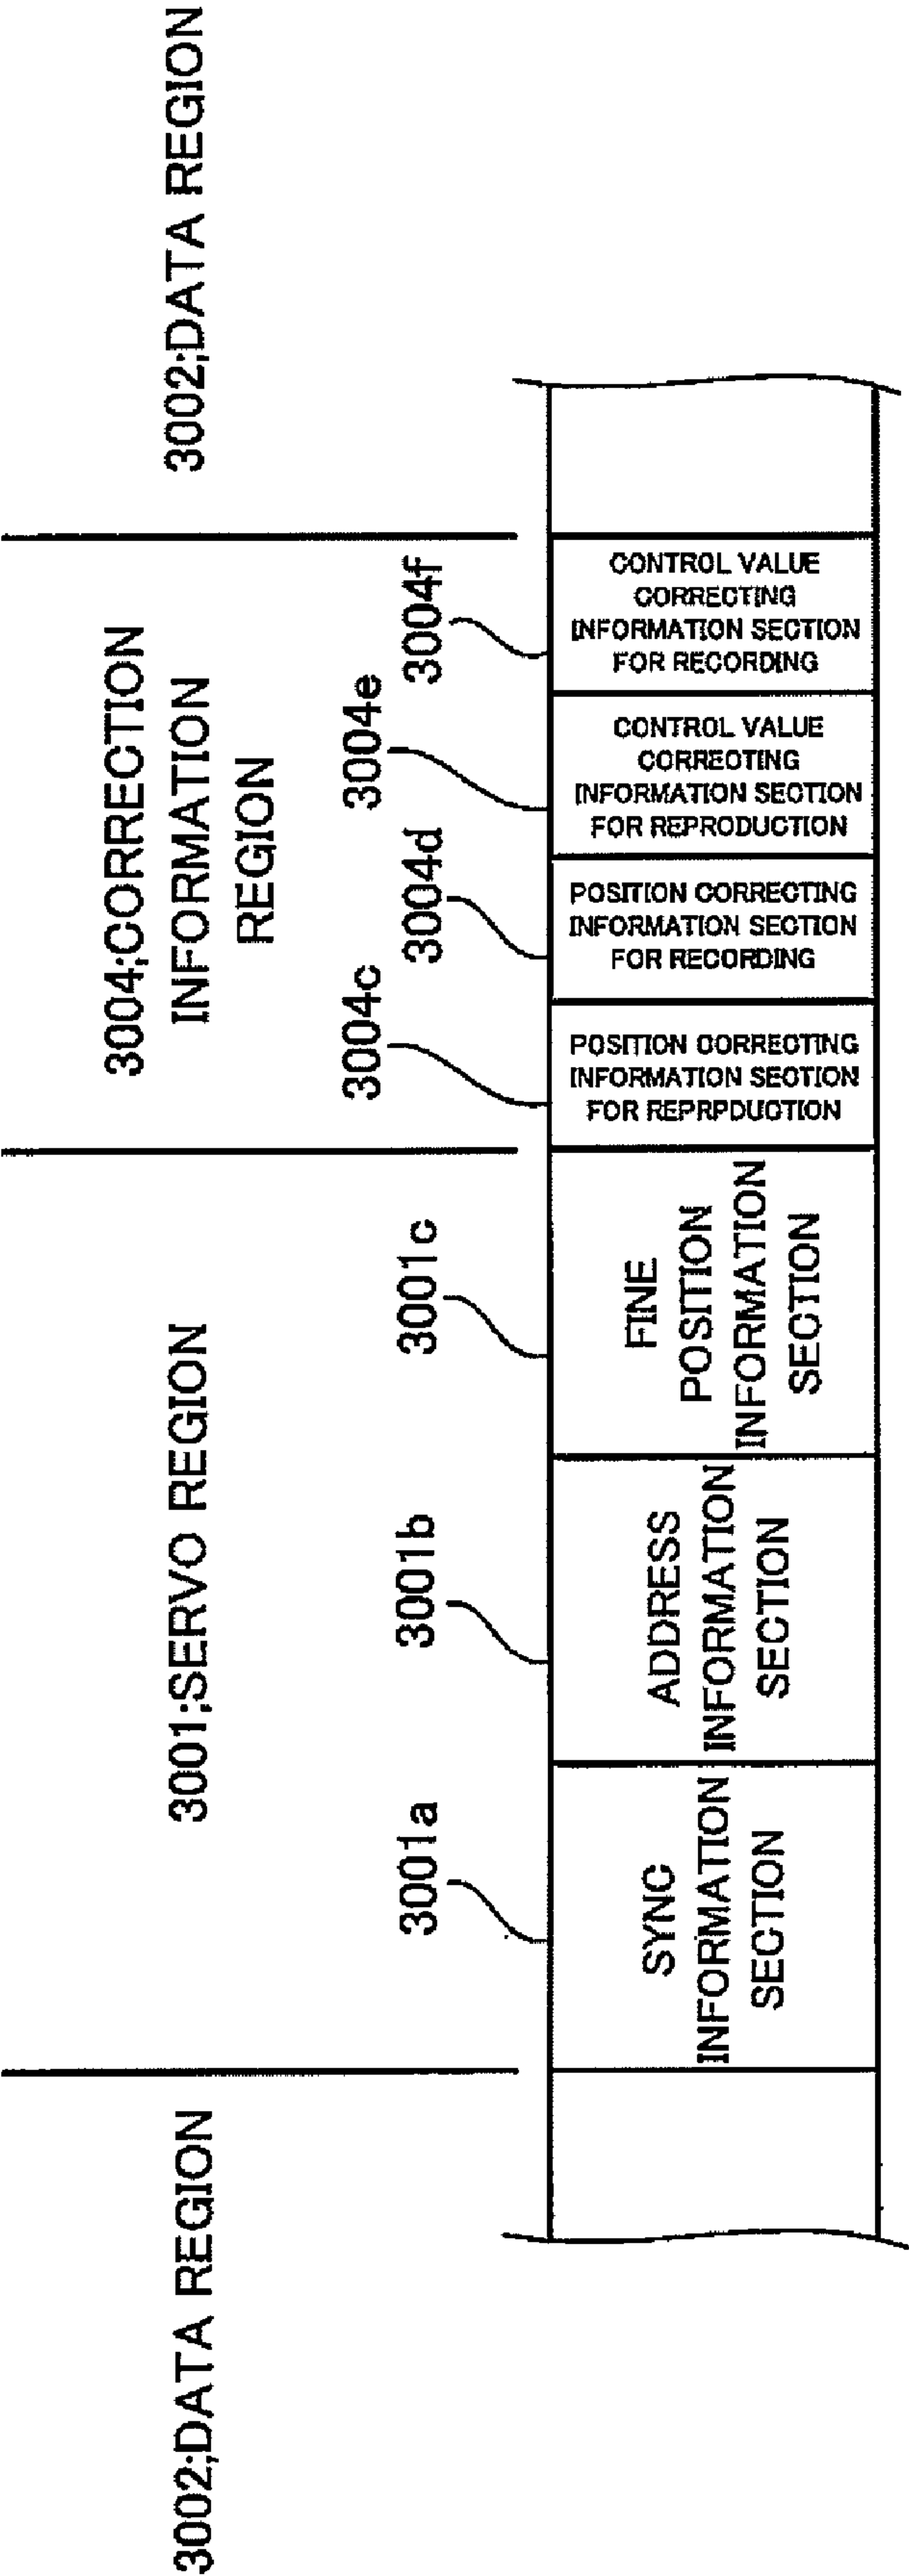 3002;DATA REGION
3001;SERVO REGION
3004;CORRECTION
INFORMATION
REGION
3002;DATA REGION
3001a
3001b
3001c
3004c
3004d
3004e
3004f
SYNC
INFORMATION
SECTION
ADDRESS
INFORMATION
SECTION
FINE
POSITION
INFORMATION
SECTION
POSITION CORRECTING
INFORMATION SECTION
FOR REPRPDUCTION
POSITION CORRECTING
INFORMATION SECTION
FOR RECORDING
CONTROL VALUE
CORRECTING
INFORMATION SECTION
FOR REPRODUCTION
CONTROL VALUE
CORRECTING
INFORMATION SECTION
FOR RECORDING